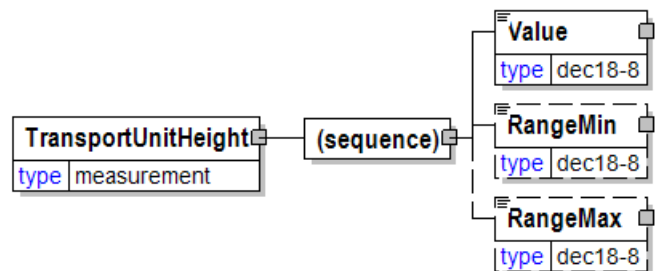 Value
type dec18-8
TransportUnitHeight
type measurement
(sequence)
RangeMin
type dec18-8
RangeMax
type dec18-8